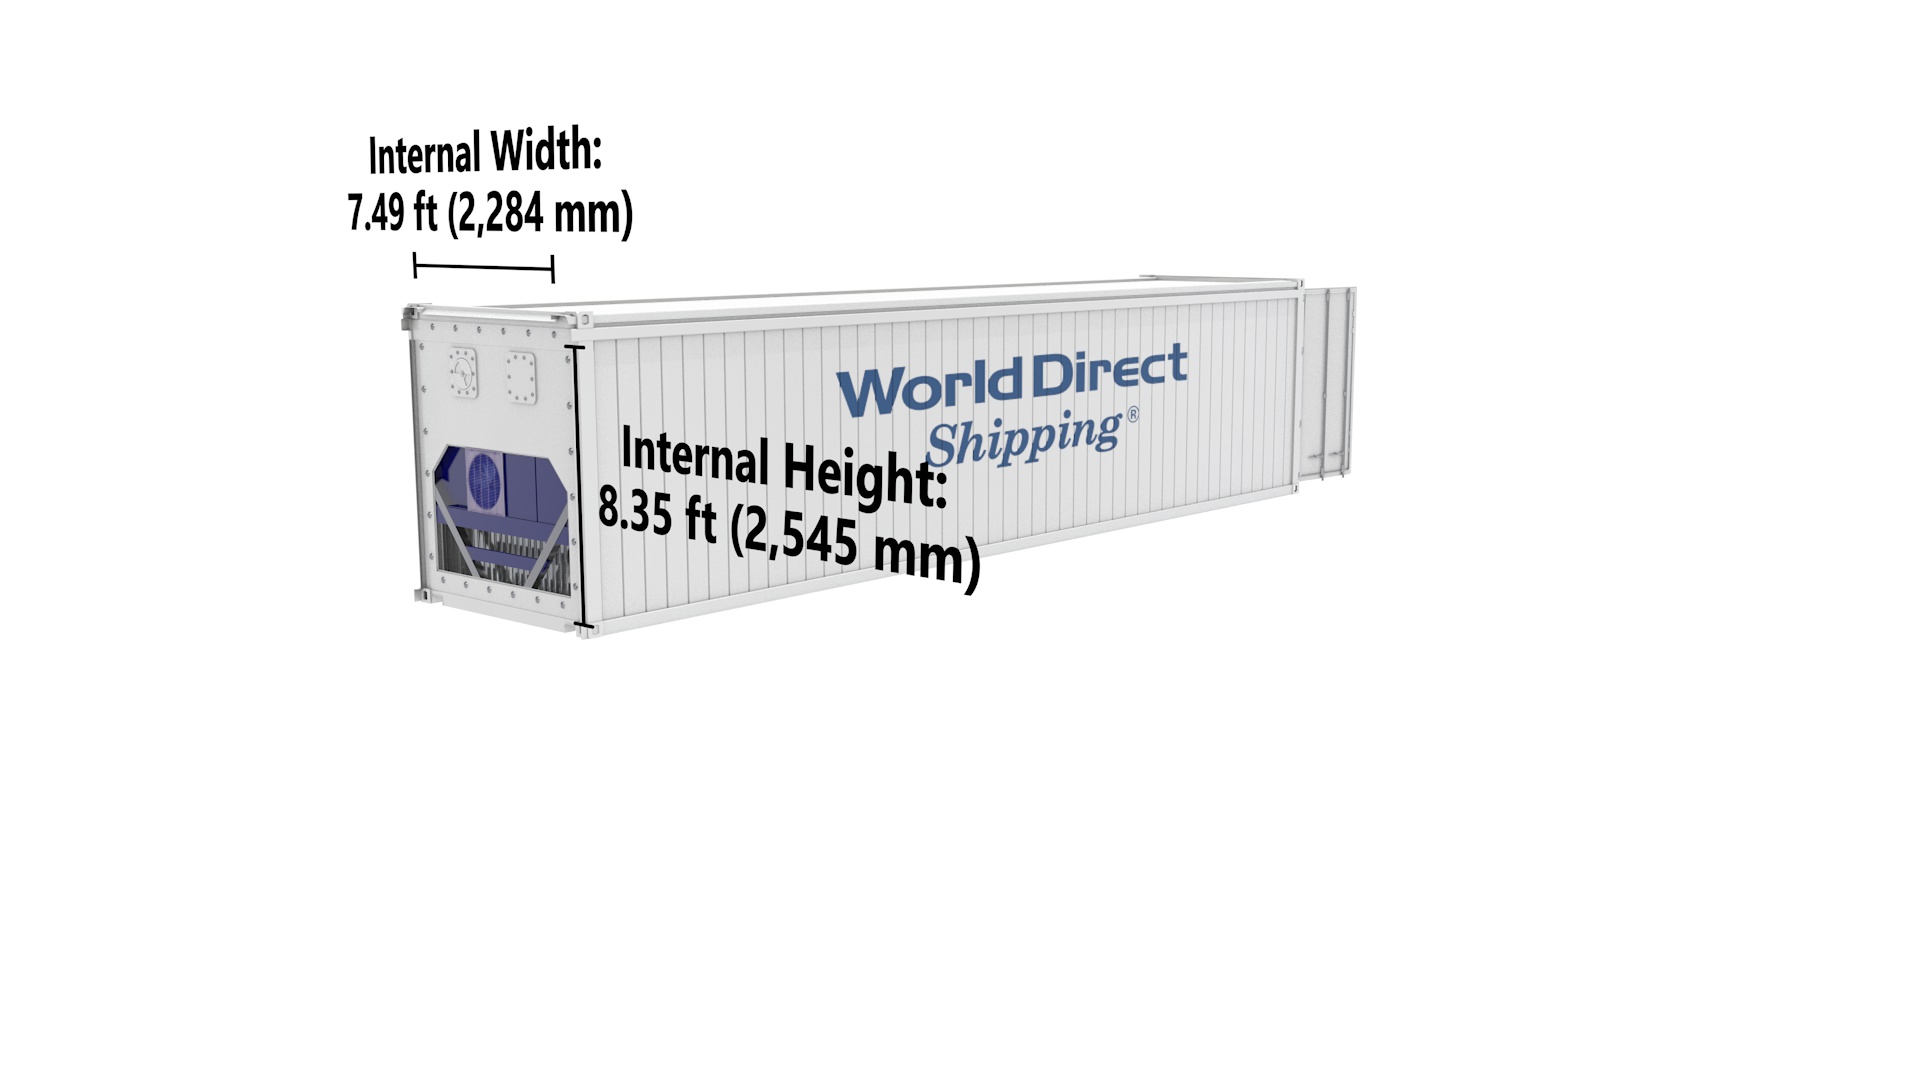 Internal Width:
7.49 ft (2,284 mm)
World Direct
Shipping®
Internal Height:
8.35 ft (2,545 mm)